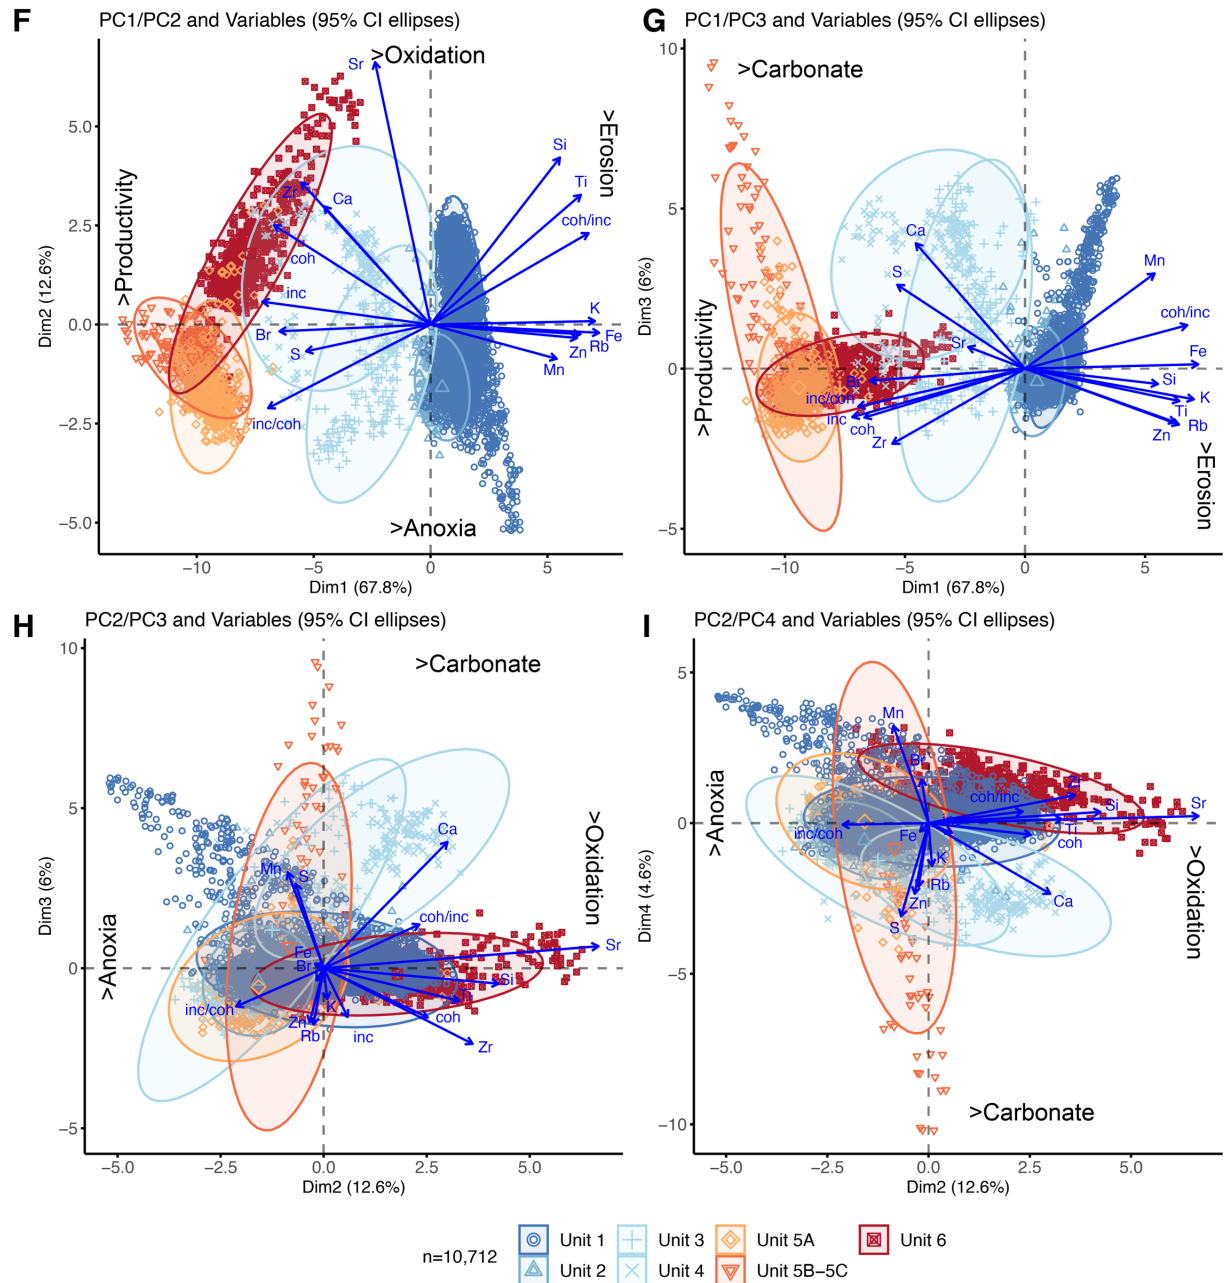 F
PC1/PC2 and Variables (95% CI ellipses)
>Oxidation
Sr
>Erosion
Si
Ti
coh/inc
Zr
Ca
coh
inc
Br
S
inc/coh
K
Fe
Rb
Zn
Mn
>Productivity
>Anoxia
5.0
2.5
0.0
−2.5
−5.0
Dim2 (12.6%)
−10
−5
0
5
Dim1 (67.8%)
G
PC1/PC3 and Variables (95% CI ellipses)
>Carbonate
Ca
S
Sr
Mn
coh/inc
Fe
Si
K
Ti
Rb
Zn
Br
inc/coh
inc
coh
Zr
>Productivity
>Erosion
10
5
0
−5
Dim3 (6%)
−10
−5
0
5
Dim1 (67.8%)
H
PC2/PC3 and Variables (95% CI ellipses)
>Carbonate
>Oxidation
Ca
Mn
S
coh/inc
Sr
Fe
Br
Si
Ti
inc/coh
K
Zn
Rb
inc
coh
Zr
>Anoxia
10
5
0
−5
Dim3 (6%)
−5.0
−2.5
0.0
2.5
5.0
Dim2 (12.6%)
I
PC2/PC4 and Variables (95% CI ellipses)
Mn
Br
Zr
coh/inc
Si
Sr
Ti
coh
inc/coh
Fe
K
Rb
Zn
S
Ca
>Anoxia
>Oxidation
>Carbonate
5
0
−5
−10
Dim4 (4.6%)
−5.0
−2.5
0.0
2.5
5.0
Dim2 (12.6%)
n=10,712
Unit 1
Unit 3
Unit 5A
Unit 6
Unit 2
Unit 4
Unit 5B−5C